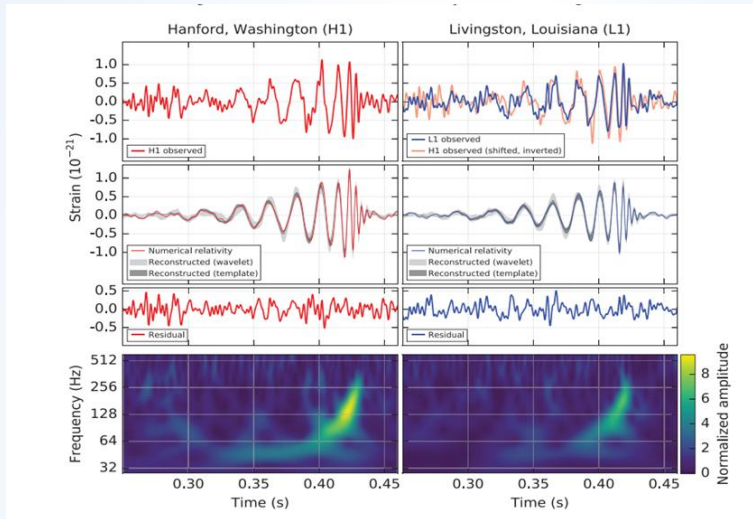 Hanford, Washington (H1)
Livingston, Louisiana (L1)
1.0
0.5
0.0
-0.5
-1.0
H1 observed
L1 observed
H1 observed (shifted, inverted)
Strain (10⁻²¹)
1.0
0.5
0.0
-0.5
-1.0
Numerical relativity
Reconstructed (wavelet)
Reconstructed (template)
Numerical relativity
Reconstructed (wavelet)
Reconstructed (template)
0.5
0.0
-0.5
Residual
Residual
Frequency (Hz)
512
256
128
64
32
8
6
4
2
0
Normalized amplitude
0.30
0.35
0.40
0.45
0.30
0.35
0.40
0.45
Time (s)
Time (s)